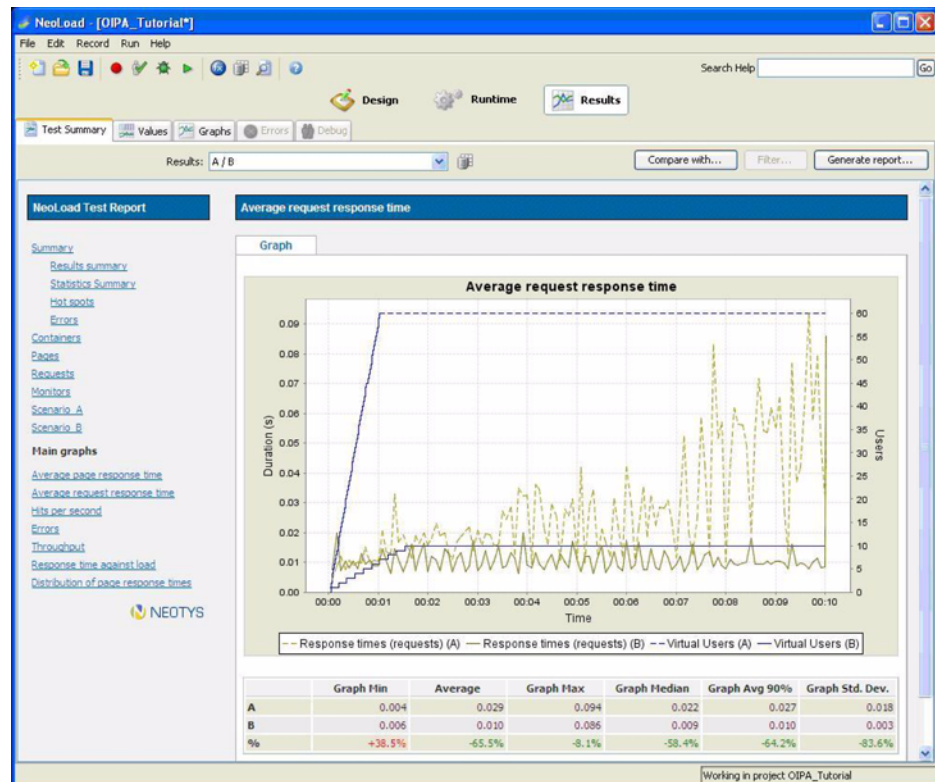 NeoLoad - [OIPA_Tutorial*]
File Edit Record Run Help
Search Help Go
Design Runtime Results
Test Summary Values Graphs Errors Debug
Results: A / B Compare with... Filter... Generate report...
NeoLoad Test Report
Summary
Results summary
Statistics Summary
Hot spots
Errors
Containers
Pages
Requests
Monitors
Scenario A
Scenario B
Main graphs
Average page response time
Average request response time
Hits per second
Errors
Throughput
Response time against load
Distribution of page response times
NEOTYS
Average request response time
Graph
Average request response time
Duration (s)
0.09
0.08
0.07
0.06
0.05
0.04
0.03
0.02
0.01
0.00
60
55
50
45
40
35
30
25
20
15
10
5
0
Users
00:00 00:01 00:02 00:03 00:04 00:05 00:06 00:07 00:08 00:09 00:10
Time
Response times (requests) (A) Response times (requests) (B) Virtual Users (A) Virtual Users (B)
Graph Min Average Graph Max Graph Median Graph Avg 90% Graph Std. Dev.
A 0.004 0.029 0.094 0.022 0.027 0.018
B 0.006 0.010 0.086 0.009 0.010 0.003
% +38.5% -65.5% -8.1% -58.4% -64.2% -83.6%
Working in project OIPA_Tutorial